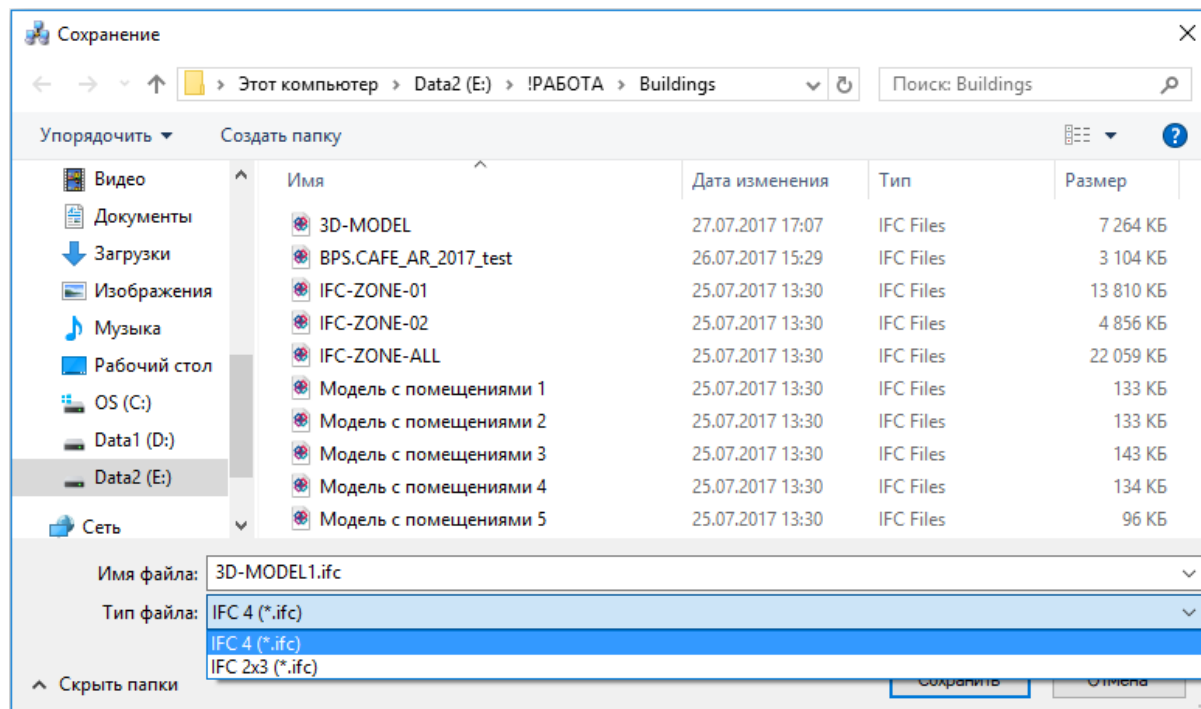 Сохранение
Этот компьютер > Data2 (E:) > !РАБОТА > Buildings
Поиск: Buildings
Упорядочить
Создать папку
Видео
Документы
Загрузки
Изображения
Музыка
Рабочий стол
OS (C:)
Data1 (D:)
Data2 (E:)
Сеть
Имя Дата изменения Тип Размер
3D-MODEL 27.07.2017 17:07 IFC Files 7 264 КБ
BPS.CAFE_AR_2017_test 26.07.2017 15:29 IFC Files 3 104 КБ
IFC-ZONE-01 25.07.2017 13:30 IFC Files 13 810 КБ
IFC-ZONE-02 25.07.2017 13:30 IFC Files 4 856 КБ
IFC-ZONE-ALL 25.07.2017 13:30 IFC Files 22 059 КБ
Модель с помещениями 1 25.07.2017 13:30 IFC Files 133 КБ
Модель с помещениями 2 25.07.2017 13:30 IFC Files 133 КБ
Модель с помещениями 3 25.07.2017 13:30 IFC Files 143 КБ
Модель с помещениями 4 25.07.2017 13:30 IFC Files 134 КБ
Модель с помещениями 5 25.07.2017 13:30 IFC Files 96 КБ
Имя файла: 3D-MODEL1.ifc
Тип файла: IFC 4 (*.ifc)
IFC 4 (*.ifc)
IFC 2x3 (*.ifc)
Скрыть папки
Сохранить
Отмена